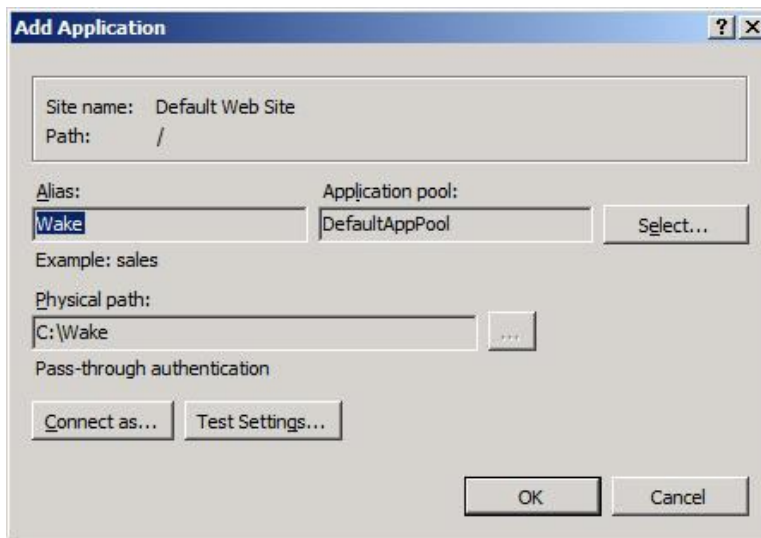 Add Application
Site name: Default Web Site
Path: /
Alias: Application pool:
Wake DefaultAppPool Select...
Example: sales
Physical path:
C:\Wake ...
Pass-through authentication
Connect as... Test Settings...
OK Cancel